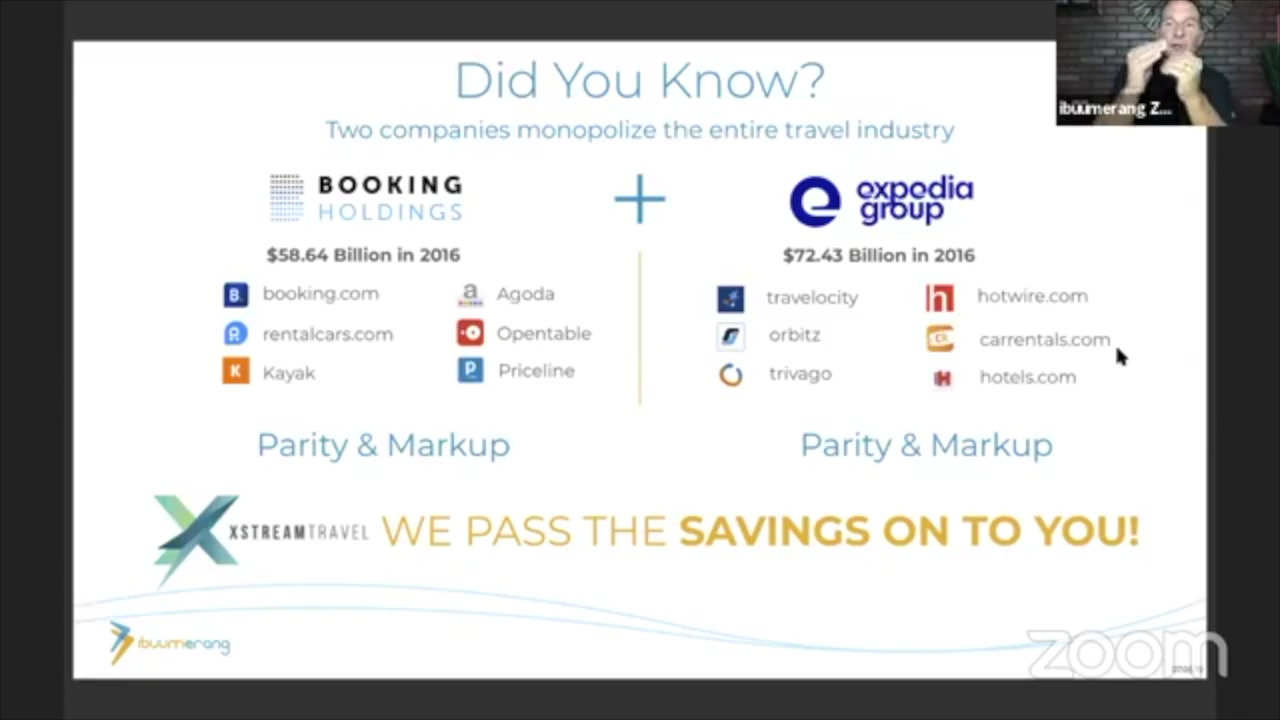 Did You Know?
ibuumerang Z...
Two companies monopolize the entire travel industry
BOOKING
HOLDINGS
+
expedia
group
$58.64 Billion in 2016
$72.43 Billion in 2016
B. booking.com
a Agoda
travelocity
h hotwire.com
R rentalcars.com
Opentable
orbitz
CR carrentals.com
K Kayak
P Priceline
trivago
H hotels.com
Parity & Markup
Parity & Markup
X XSTREAMTRAVEL WE PASS THE SAVINGS ON TO YOU!
ibuumerang
zoom